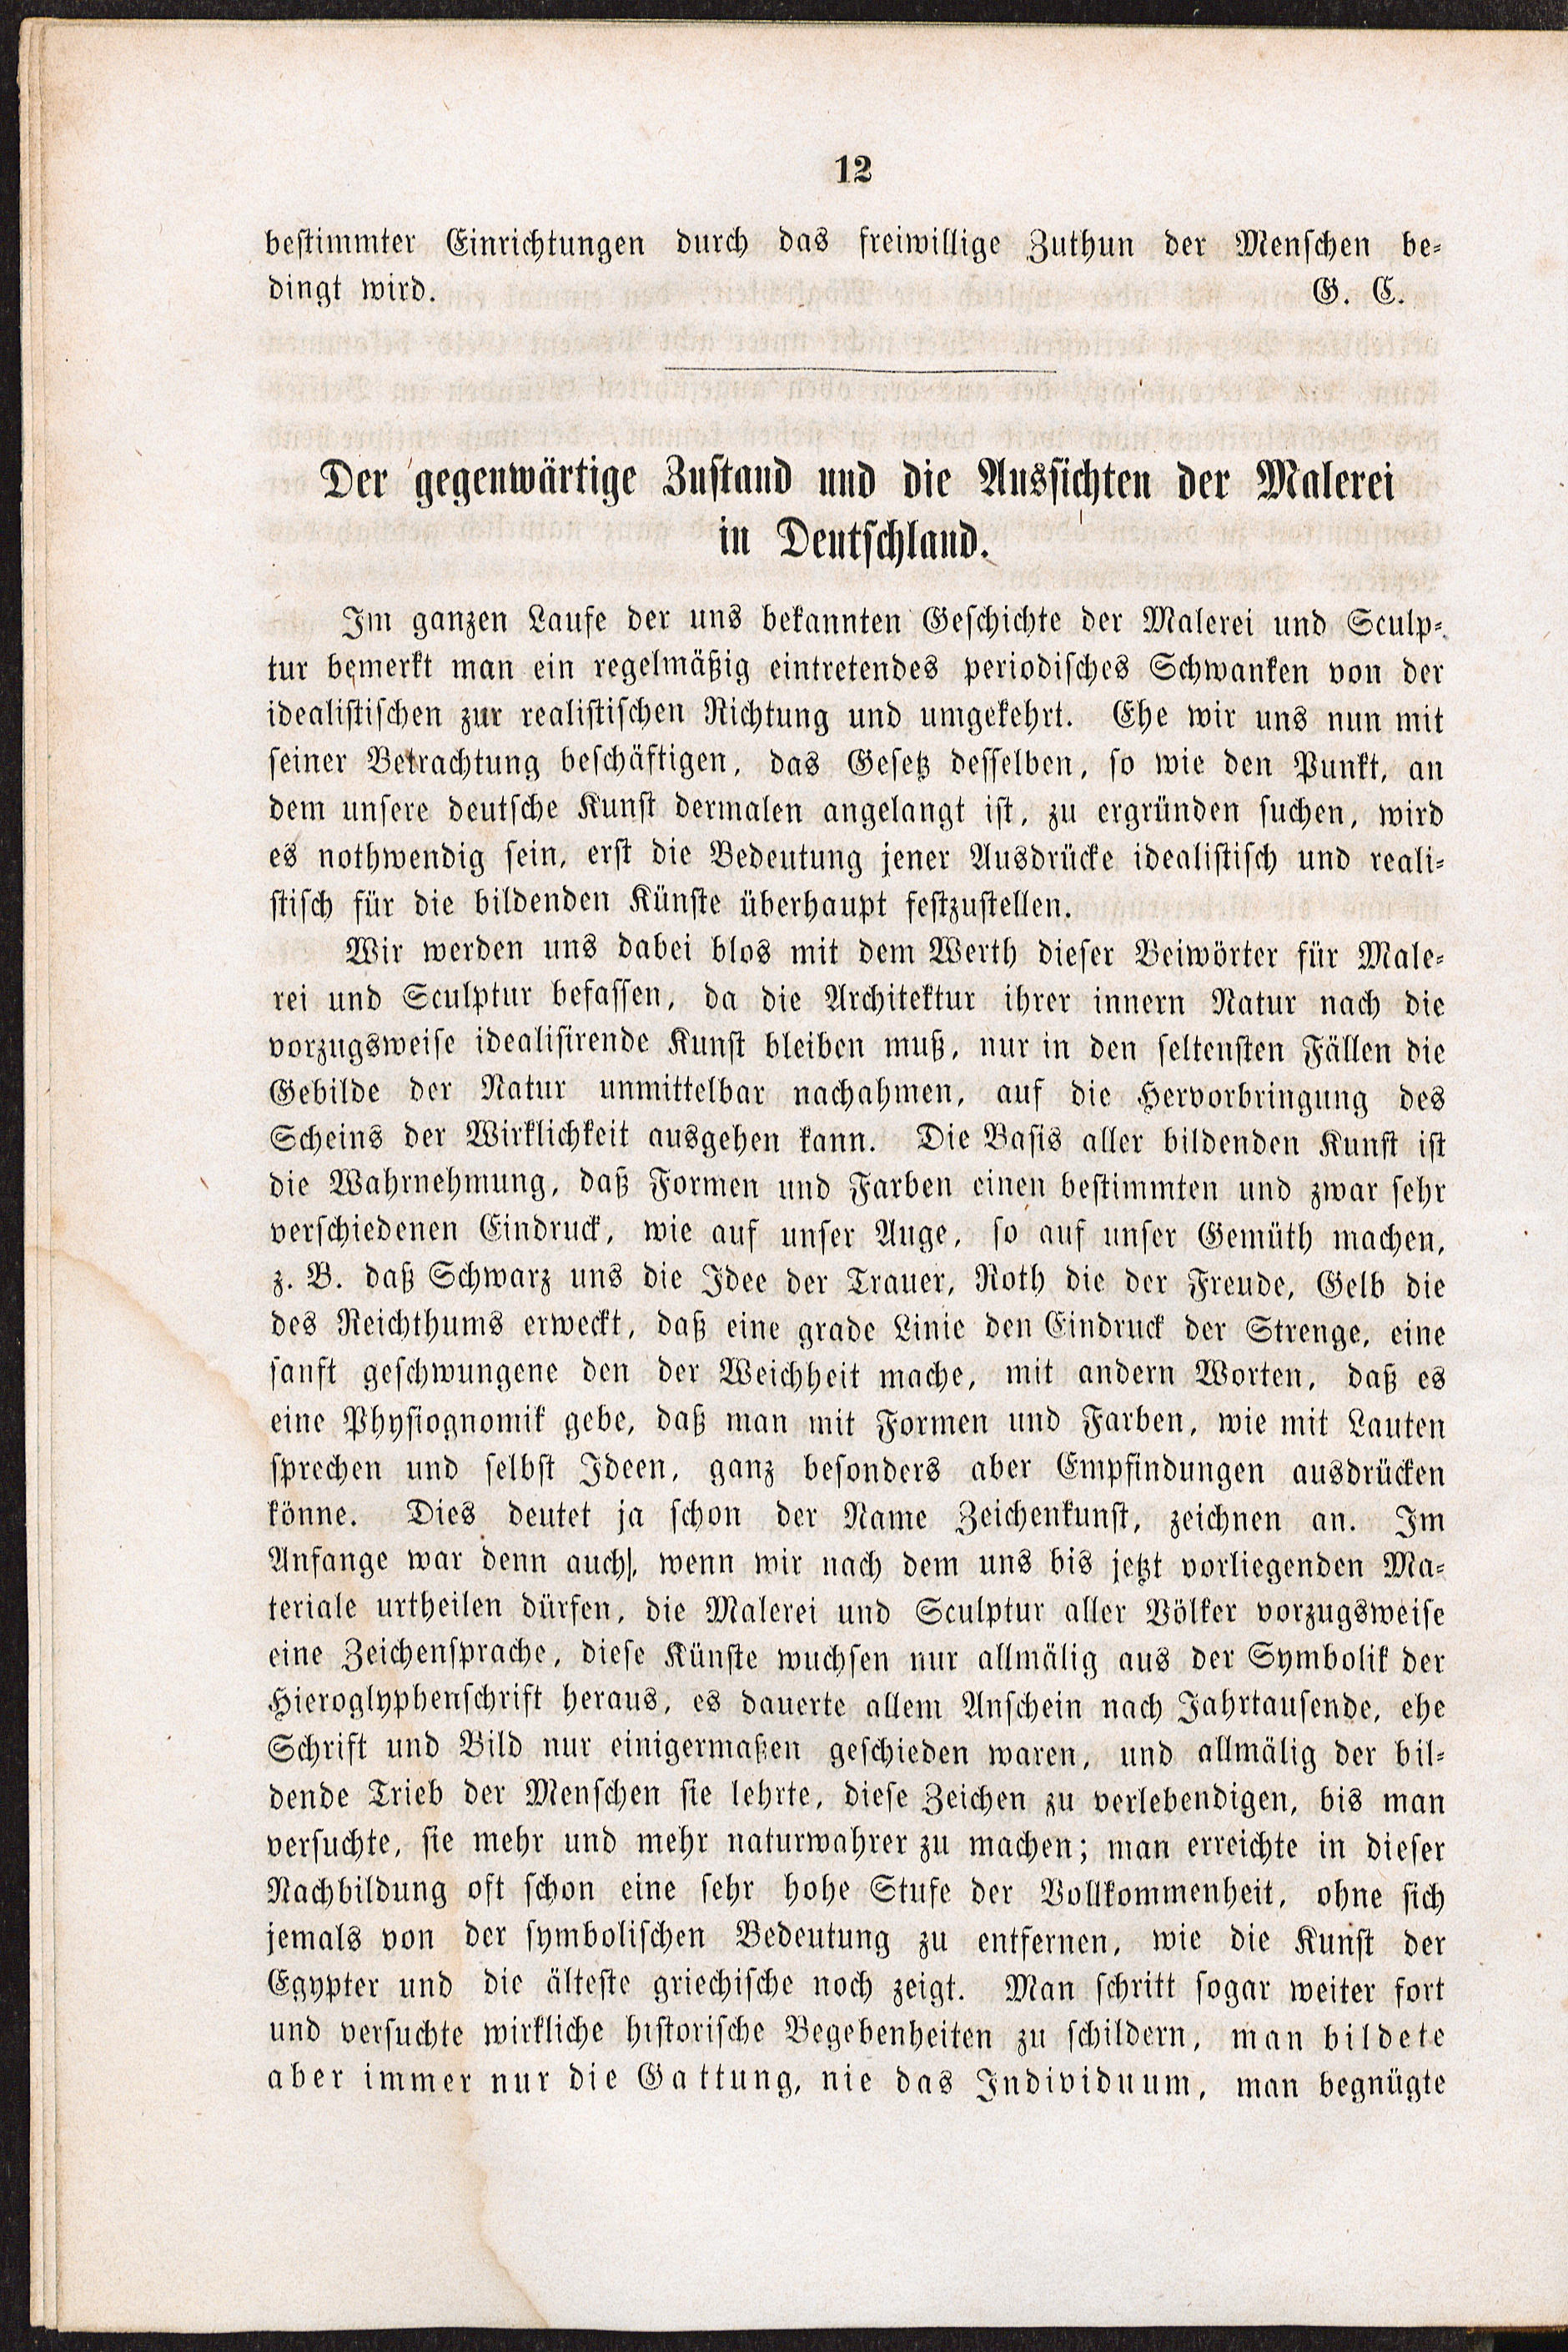 12
bestimmter Einrichtungen durch das freiwillige Zuthun der Menschen be-
dingt wird. G. C.
Der gegenwärtige Zustand und die Aussichten der Malerei
in Deutschland.
Im ganzen Laufe der uns bekannten Geschichte der Malerei und Sculp-
tur bemerkt man ein regelmäßig eintretendes periodisches Schwanken von der
idealistischen zur realistischen Richtung und umgekehrt. Ehe wir uns nun mit
seiner Betrachtung beschäftigen, das Gesetz desselben, so wie den Punkt, an
dem unsere deutsche Kunst dermalen angelangt ist, zu ergründen suchen, wird
es nothwendig sein, erst die Bedeutung jener Ausdrücke idealistisch und reali-
stisch für die bildenden Künste überhaupt festzustellen.
Wir werden uns dabei blos mit dem Werth dieser Beiwörter für Male-
rei und Sculptur befassen, da die Architektur ihrer innern Natur nach die
vorzugsweise idealisirende Kunst bleiben muß, nur in den seltensten Fällen die
Gebilde der Natur unmittelbar nachahmen, auf die Hervorbringung des
Scheins der Wirklichkeit ausgehen kann. Die Basis aller bildenden Kunst ist
die Wahrnehmung, daß Formen und Farben einen bestimmten und zwar sehr
verschiedenen Eindruck, wie auf unser Auge, so auf unser Gemüth machen,
z. B. daß Schwarz uns die Idee der Trauer, Roth die der Freude, Gelb die
des Reichthums erweckt, daß eine grade Linie den Eindruck der Strenge, eine
sanft geschwungene den der Weichheit mache, mit andern Worten, daß es
eine Physiognomik gebe, daß man mit Formen und Farben, wie mit Lauten
sprechen und selbst Ideen, ganz besonders aber Empfindungen ausdrücken
könne. Dies deutet ja schon der Name Zeichenkunst, zeichnen an. Im
Anfange war denn auch, wenn wir nach dem uns bis jetzt vorliegenden Ma-
teriale urtheilen dürfen, die Malerei und Sculptur aller Völker vorzugsweise
eine Zeichensprache, diese Künste wuchsen nur allmälig aus der Symbolik der
Hieroglyphenschrift heraus, es dauerte allem Anschein nach Jahrtausende, ehe
Schrift und Bild nur einigermaßen geschieden waren, und allmälig der bil-
dende Trieb der Menschen sie lehrte, diese Zeichen zu verlebendigen, bis man
versuchte, sie mehr und mehr naturwahrer zu machen; man erreichte in dieser
Nachbildung oft schon eine sehr hohe Stufe der Vollkommenheit, ohne sich
jemals von der symbolischen Bedeutung zu entfernen, wie die Kunst der
Egypter und die älteste griechische noch zeigt. Man schritt sogar weiter fort
und versuchte wirkliche historische Begebenheiten zu schildern, man bildete
aber immer nur die Gattung, nie das Individuum, man begnügte